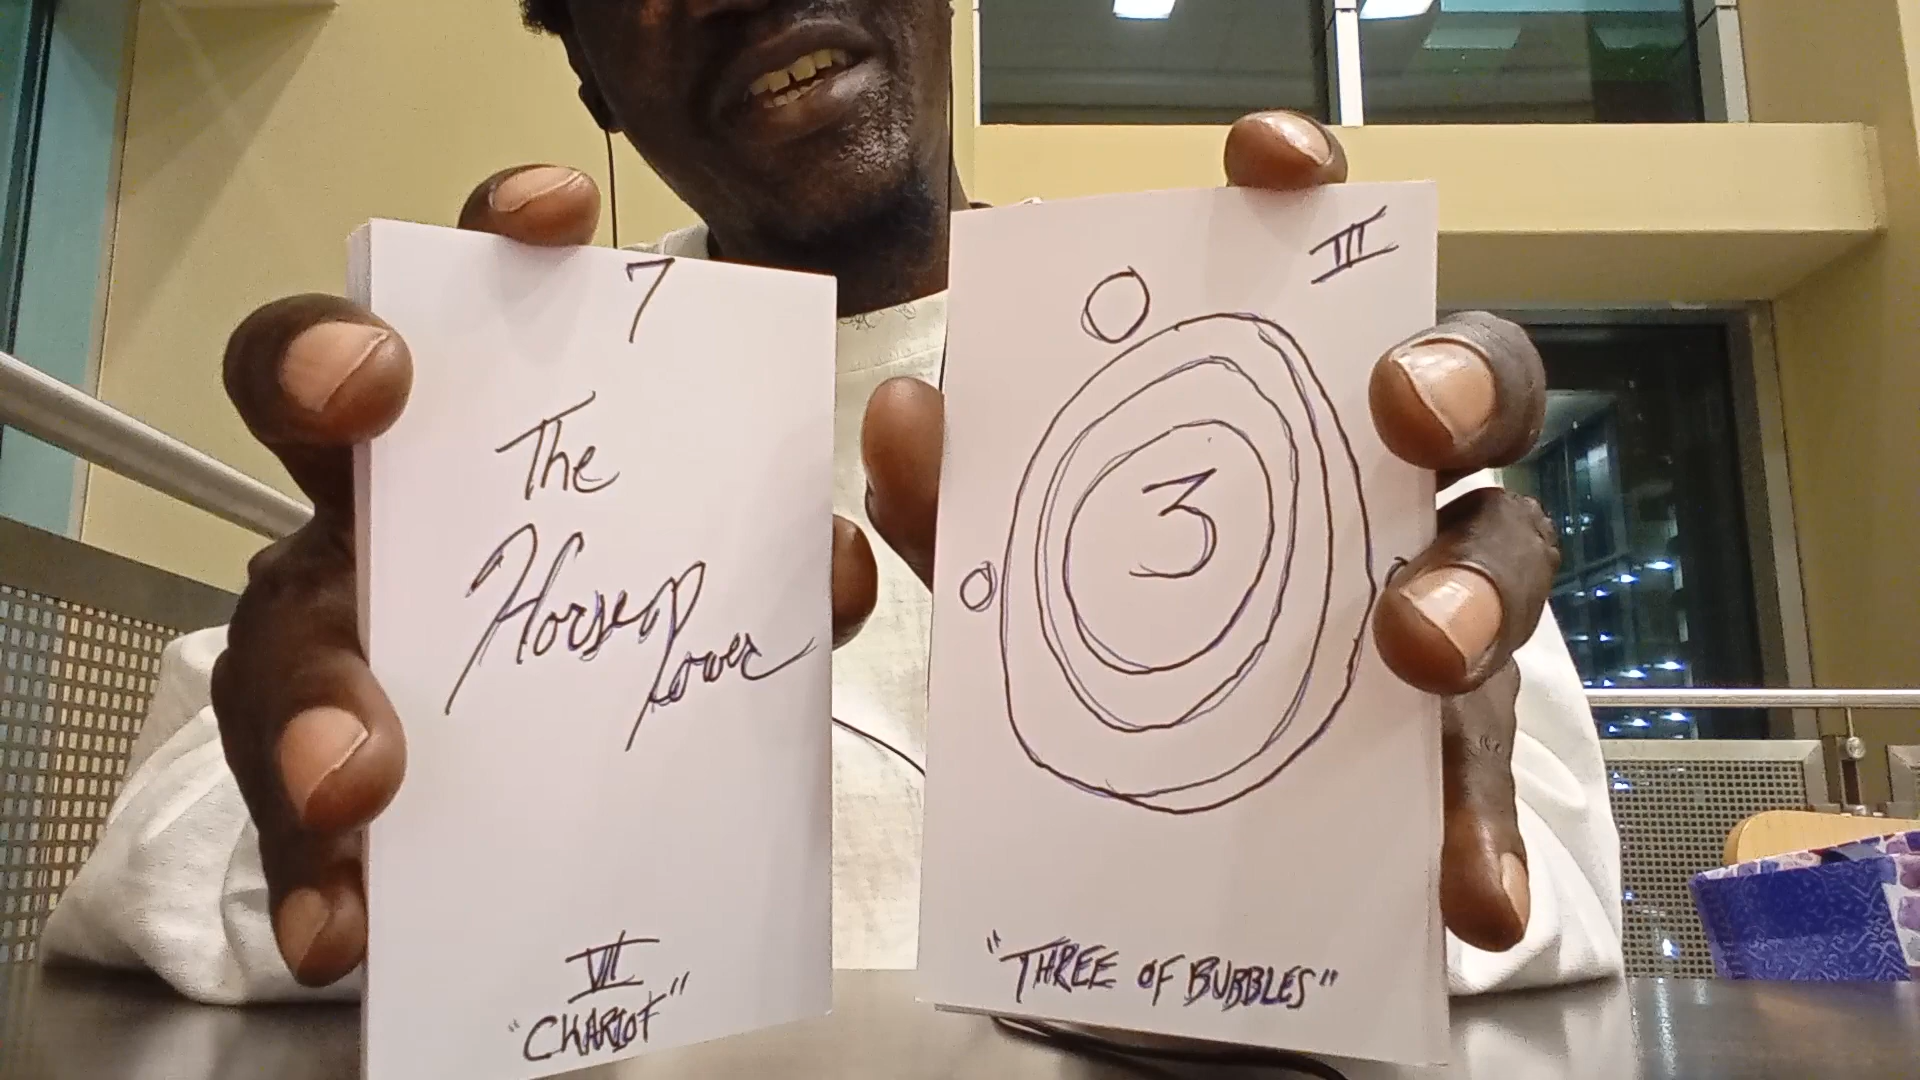 7
The
Horse
Power
VII
"CHARIOT"
III
3
"THREE OF BUBBLES"